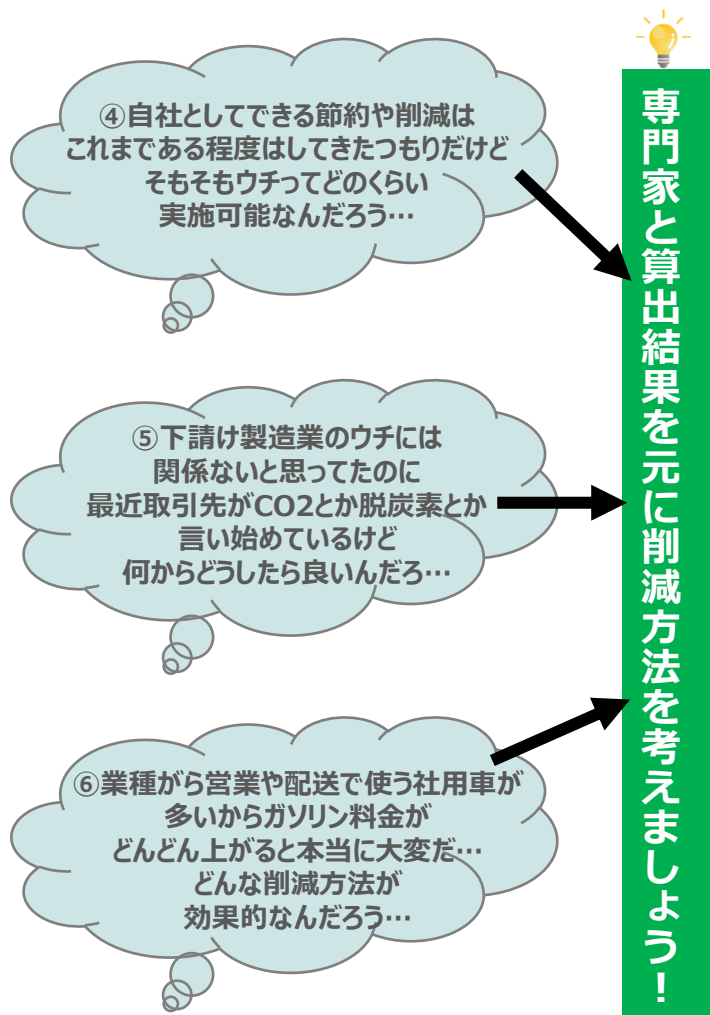 ④自社としてできる節約や削減は
これまである程度はしてきたつもりだけど
そもそもウチってどのくらい
実施可能なんだろう…
⑤下請け製造業のウチには
関係ないと思ってたのに
最近取引先がCO2とか脱炭素とか
言い始めているけど
何からどうしたら良いんだろ…
⑥業種がら営業や配送で使う社用車が
多いからガソリン料金が
どんどん上がると本当に大変だ…
どんな削減方法が
効果的なんだろう…
専門家と算出結果を元に削減方法を考えましょう！